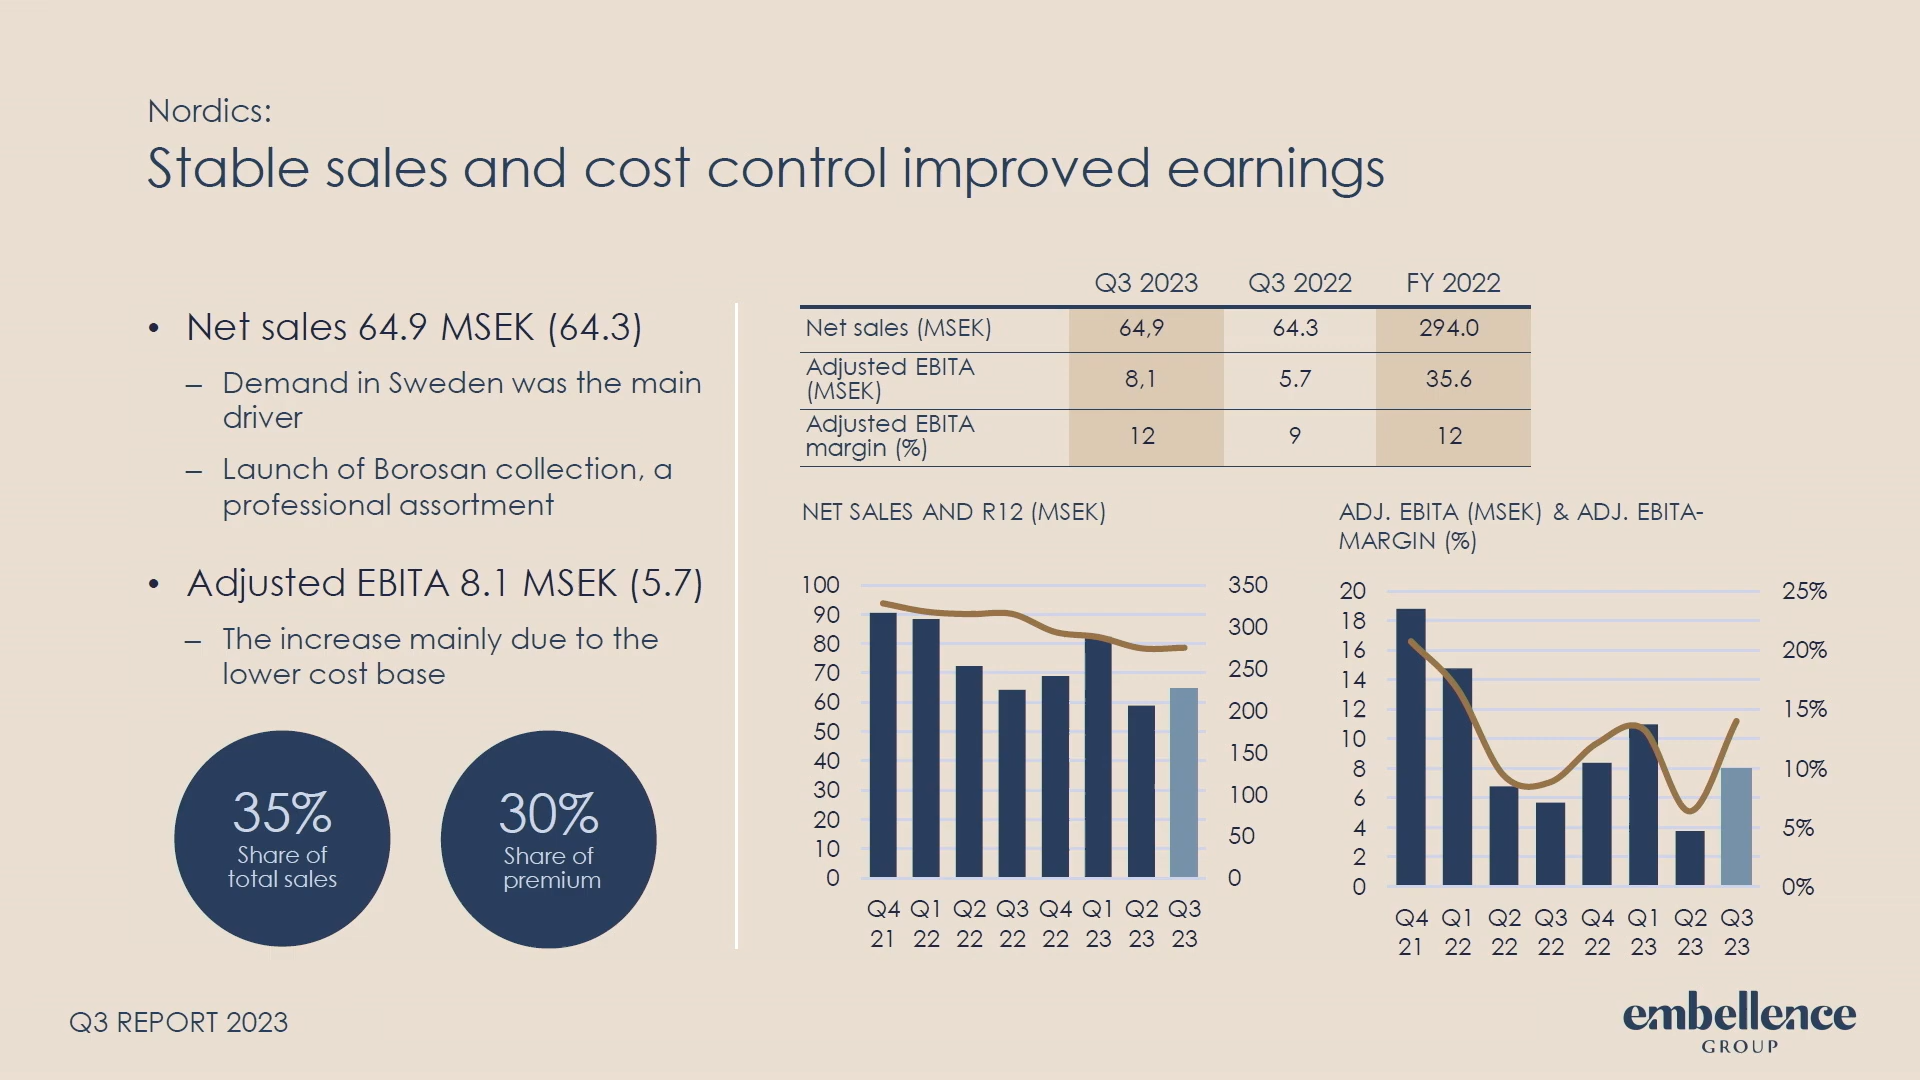 Nordics:
Stable sales and cost control improved earnings
• Net sales 64.9 MSEK (64.3)
– Demand in Sweden was the main
driver
– Launch of Borosan collection, a
professional assortment
• Adjusted EBITA 8.1 MSEK (5.7)
– The increase mainly due to the
lower cost base
35%
Share of
total sales
30%
Share of
premium
Q3 2023 Q3 2022 FY 2022
Net sales (MSEK) 64,9 64.3 294.0
Adjusted EBITA
(MSEK) 8,1 5.7 35.6
Adjusted EBITA
margin (%) 12 9 12
NET SALES AND R12 (MSEK)
100 350
90 300
80 250
70 200
60 150
50 100
40 50
30 0
20
10
0
Q4 Q1 Q2 Q3 Q4 Q1 Q2 Q3
21 22 22 22 22 23 23 23
ADJ. EBITA (MSEK) & ADJ. EBITA-
MARGIN (%)
20 25%
18 20%
16 15%
14 10%
12 5%
10 0%
8
6
4
2
0
Q4 Q1 Q2 Q3 Q4 Q1 Q2 Q3
21 22 22 22 22 23 23 23
Q3 REPORT 2023
embellence
GROUP